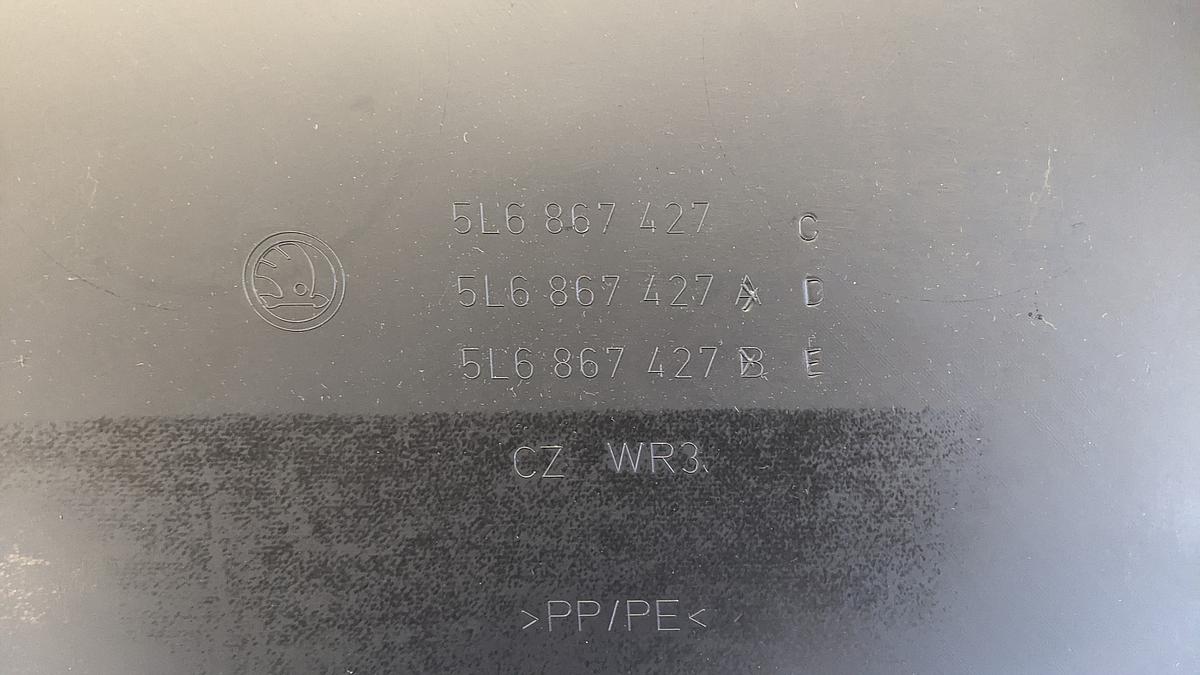 5L6 867 427 C
5L6 867 427 A D
5L6 867 427 B E
CZ WR3
>PP/PE<